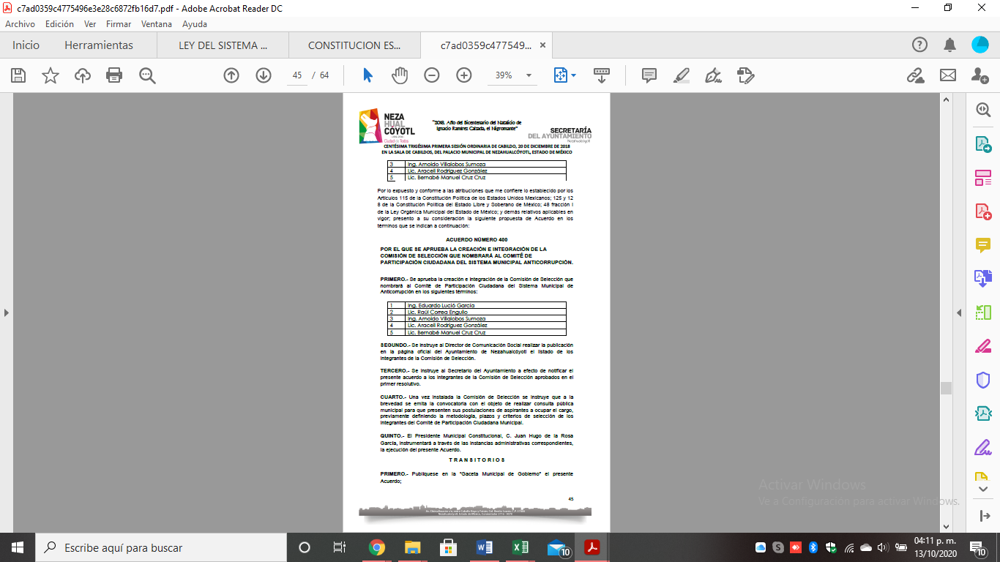 c7ad0359c4775496e3e28c6872fb16d7.pdf - Adobe Acrobat Reader DC
Archivo Edición Ver Firmar Ventana Ayuda
Inicio Herramientas LEY DEL SISTEMA ... CONSTITUCION ES... c7ad0359c477549... ×
45 / 64 39%
NEZA
HUAL
CÓYOTL
Ciudad de Todos
"2018. Año del Bicentenario del Natalicio de
Ignacio Ramírez Calzada, el Nigromante"
SECRETARÍA
DEL AYUNTAMIENTO
Nezahualcóyotl
CENTÉSIMA TRIGÉSIMA PRIMERA SESIÓN ORDINARIA DE CABILDO, 20 DE DICIEMBRE DE 2018
EN LA SALA DE CABILDOS, DEL PALACIO MUNICIPAL DE NEZAHUALCÓYOTL, ESTADO DE MÉXICO
3 Ing. Arnoldo Villalobos Sumoza
4 Lic. Araceli Rodríguez González
5 Lic. Bernabé Manuel Cruz Cruz
Por lo expuesto y conforme a las atribuciones que me confiere lo establecido por los
Artículos 115 de la Constitución Política de los Estados Unidos Mexicanos; 125 y 12
8 de la Constitución Política del Estado Libre y Soberano de México; 48 fracción I
de la Ley Orgánica Municipal del Estado de México; y demás relativos aplicables en
vigor; presento a su consideración la siguiente propuesta de Acuerdo en los
términos que se indican a continuación:
ACUERDO NÚMERO 400
POR EL QUE SE APRUEBA LA CREACIÓN E INTEGRACIÓN DE LA
COMISIÓN DE SELECCIÓN QUE NOMBRARÁ AL COMITÉ DE
PARTICIPACIÓN CIUDADANA DEL SISTEMA MUNICIPAL ANTICORRUPCIÓN.
PRIMERO.- Se aprueba la creación e integración de la Comisión de Selección que
nombrará al Comité de Participación Ciudadana del Sistema Municipal de
Anticorrupción en los siguientes términos:
1 Ing. Eduardo Lució García
2 Lic. Raúl Correa Enguilo
3 Ing. Arnoldo Villalobos Sumoza
4 Lic. Araceli Rodríguez González
5 Lic. Bernabé Manuel Cruz Cruz
SEGUNDO.- Se instruye al Director de Comunicación Social realizar la publicación
en la página oficial del Ayuntamiento de Nezahualcóyotl el listado de los
integrantes de la Comisión de Selección.
TERCERO.- Se instruye al Secretario del Ayuntamiento a efecto de notificar el
presente acuerdo a los integrantes de la Comisión de Selección aprobados en el
primer resolutivo.
CUARTO.- Una vez instalada la Comisión de Selección se instruye que a la
brevedad se emita la convocatoria con el objeto de realizar consulta pública
municipal para que presenten sus postulaciones de aspirantes a ocupar el cargo,
previamente definiendo la metodología, plazos y criterios de selección de los
integrantes del Comité de Participación Ciudadana Municipal.
QUINTO.- El Presidente Municipal Constitucional, C. Juan Hugo de la Rosa
García, instrumentará a través de las instancias administrativas correspondientes,
la ejecución del presente Acuerdo.
T R A N S I T O R I O S
PRIMERO.- Publíquese en la "Gaceta Municipal de Gobierno" el presente
Acuerdo;
45
Activar Windows
Ve a Configuración para activar Windows.
Escribe aquí para buscar
10
04:11 p. m.
13/10/2020
10